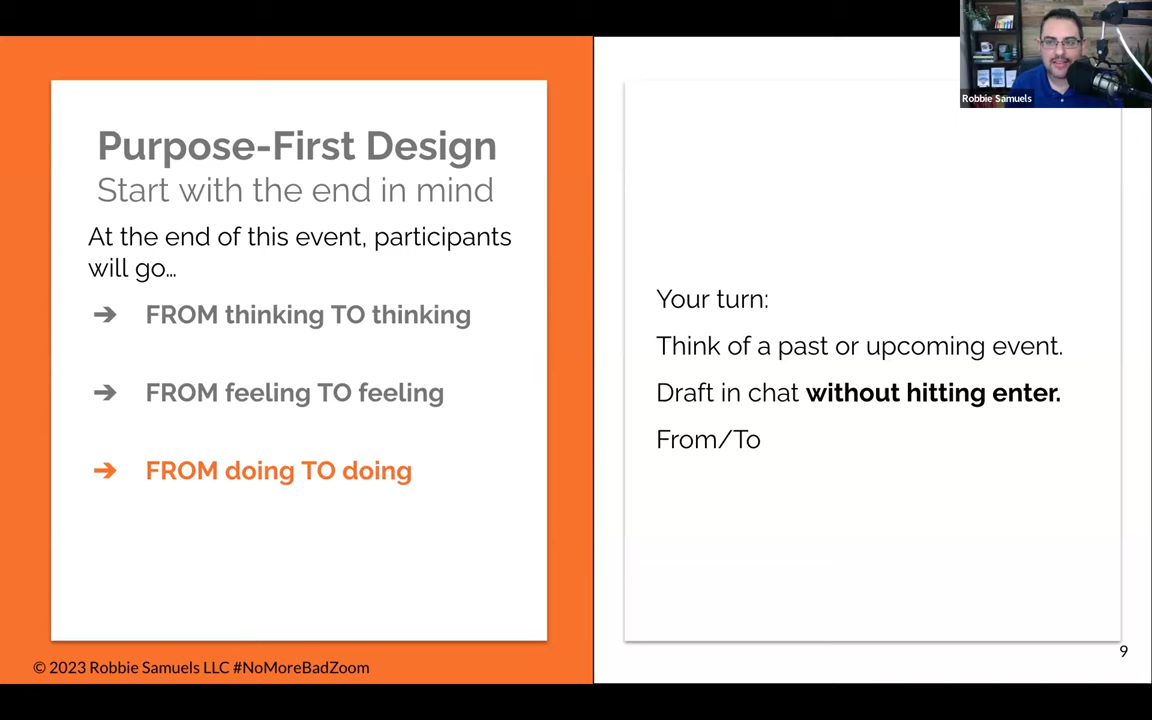 Purpose-First Design
Start with the end in mind
At the end of this event, participants
will go…
➔ FROM thinking TO thinking
➔ FROM feeling TO feeling
➔ FROM doing TO doing
© 2023 Robbie Samuels LLC #NoMoreBadZoom
Robbie Samuels
Your turn:
Think of a past or upcoming event.
Draft in chat without hitting enter.
From/To
9